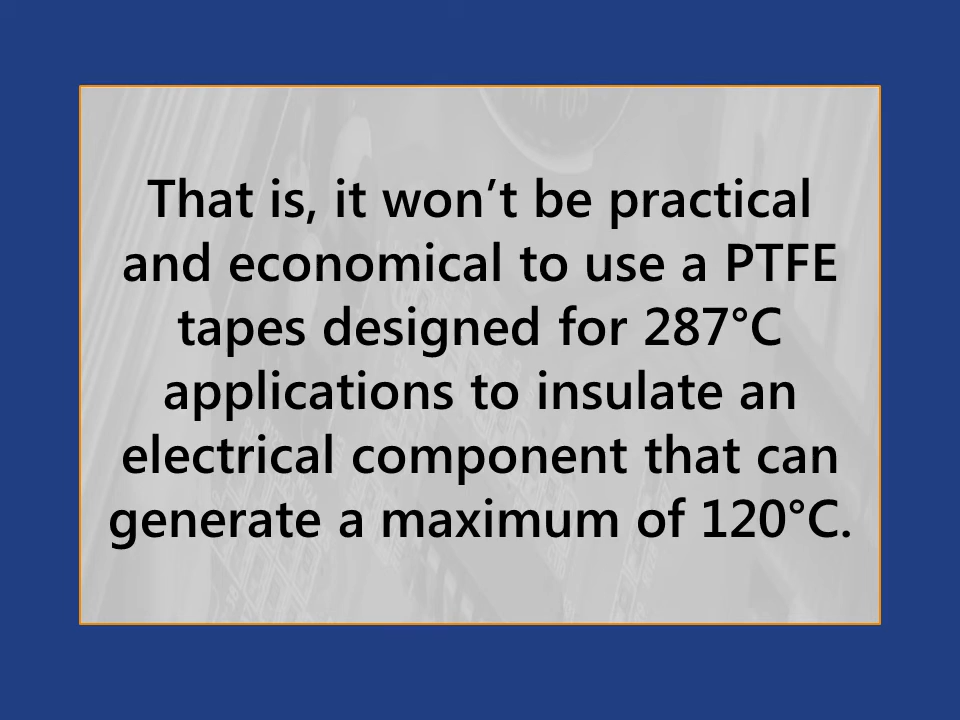 That is, it won’t be practical
and economical to use a PTFE
tapes designed for 287°C
applications to insulate an
electrical component that can
generate a maximum of 120°C.